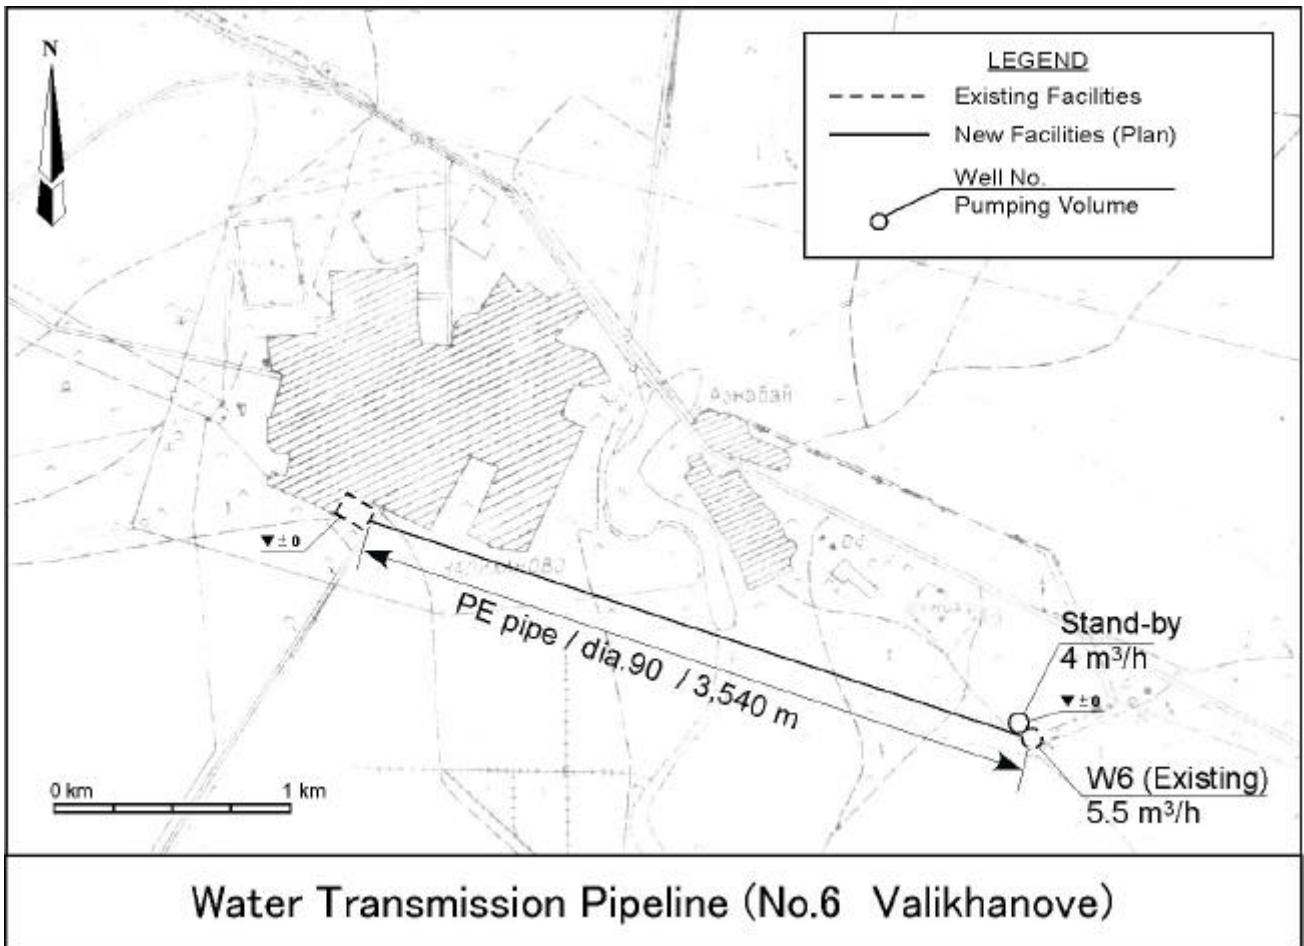 N
LEGEND
Existing Facilities
New Facilities (Plan)
Well No.
Pumping Volume
▼±0
PE pipe / dia.90 / 3,540 m
Stand-by
4 m³/h
▼±0
W6 (Existing)
5.5 m³/h
0 km 1 km
Water Transmission Pipeline (No.6 Valikhanove)